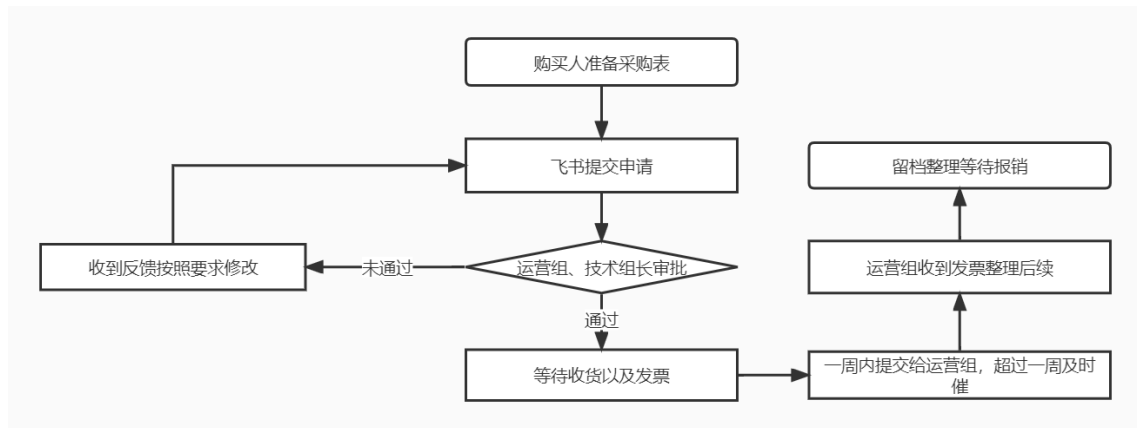 购买人准备采购表
飞书提交申请
运营组、技术组长审批
未通过
收到反馈按照要求修改
通过
等待收货以及发票
一周内提交给运营组，超过一周及时
催
运营组收到发票整理后续
留档整理等待报销